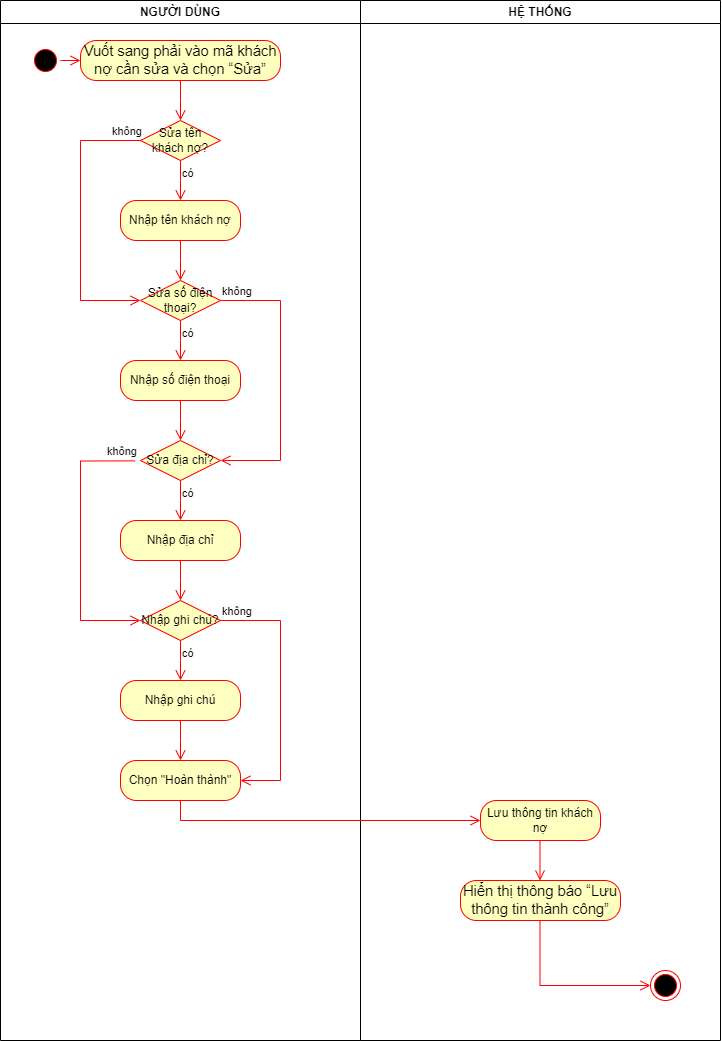 NGƯỜI DÙNG
HỆ THỐNG
Vuốt sang phải vào mã khách
nợ cần sửa và chọn “Sửa”
không
Sửa tên
khách nợ?
có
Nhập tên khách nợ
Sửa số điện
thoại?
không
có
Nhập số điện thoại
không
Sửa địa chỉ?
có
Nhập địa chỉ
Nhập ghi chú?
không
có
Nhập ghi chú
Chọn "Hoàn thành"
Lưu thông tin khách
nợ
Hiển thị thông báo “Lưu
thông tin thành công”